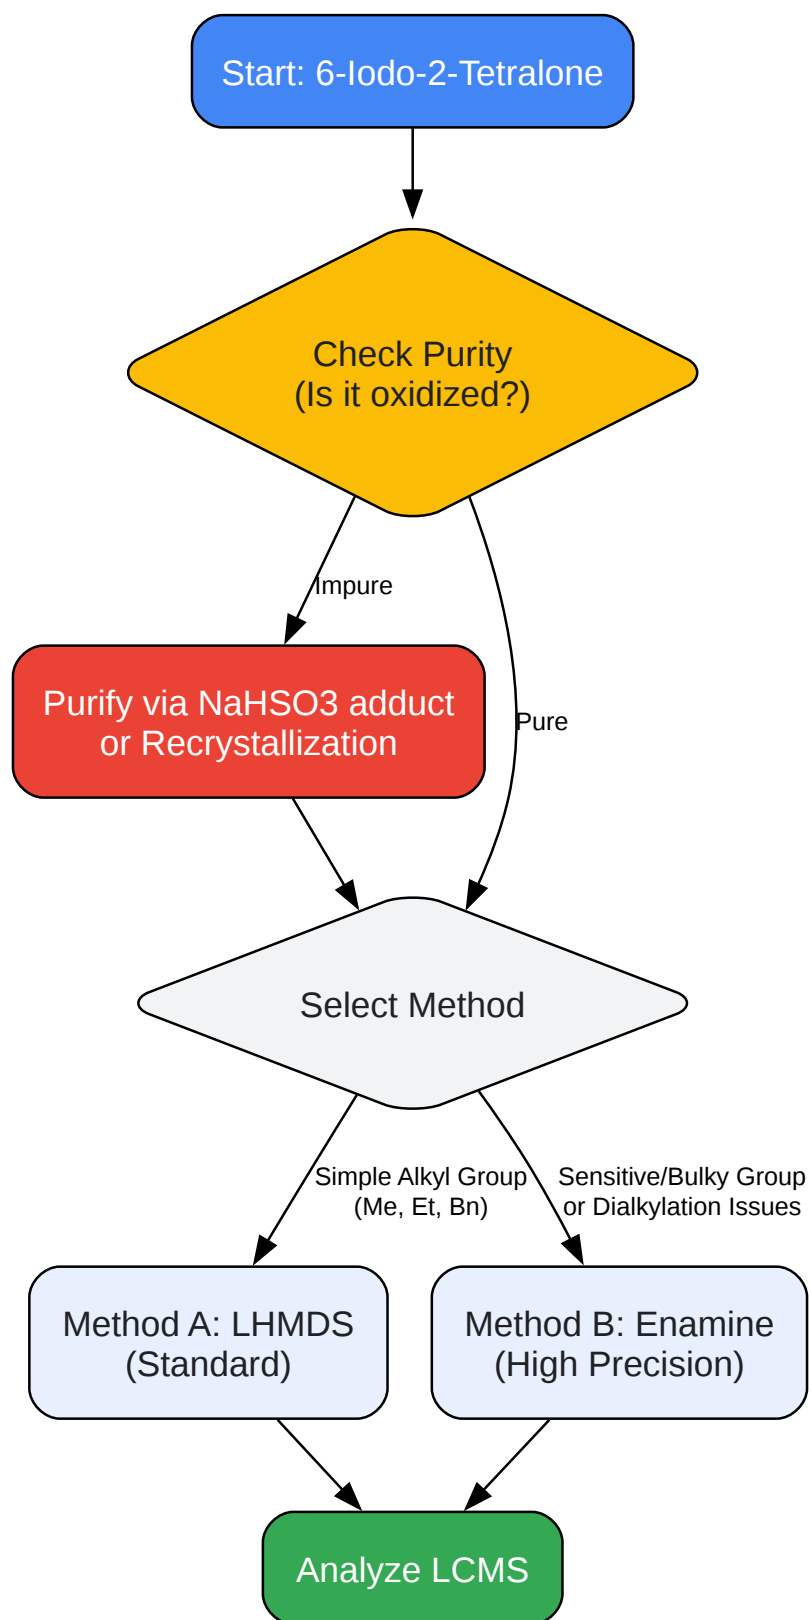 Start: 6-Iodo-2-Tetralone
Check Purity
(Is it oxidized?)
Impure
Purify via NaHSO3 adduct
or Recrystallization
Pure
Select Method
Simple Alkyl Group
(Me, Et, Bn)
Sensitive/Bulky Group
or Dialkylation Issues
Method A: LHMDS
(Standard)
Method B: Enamine
(High Precision)
Analyze LCMS